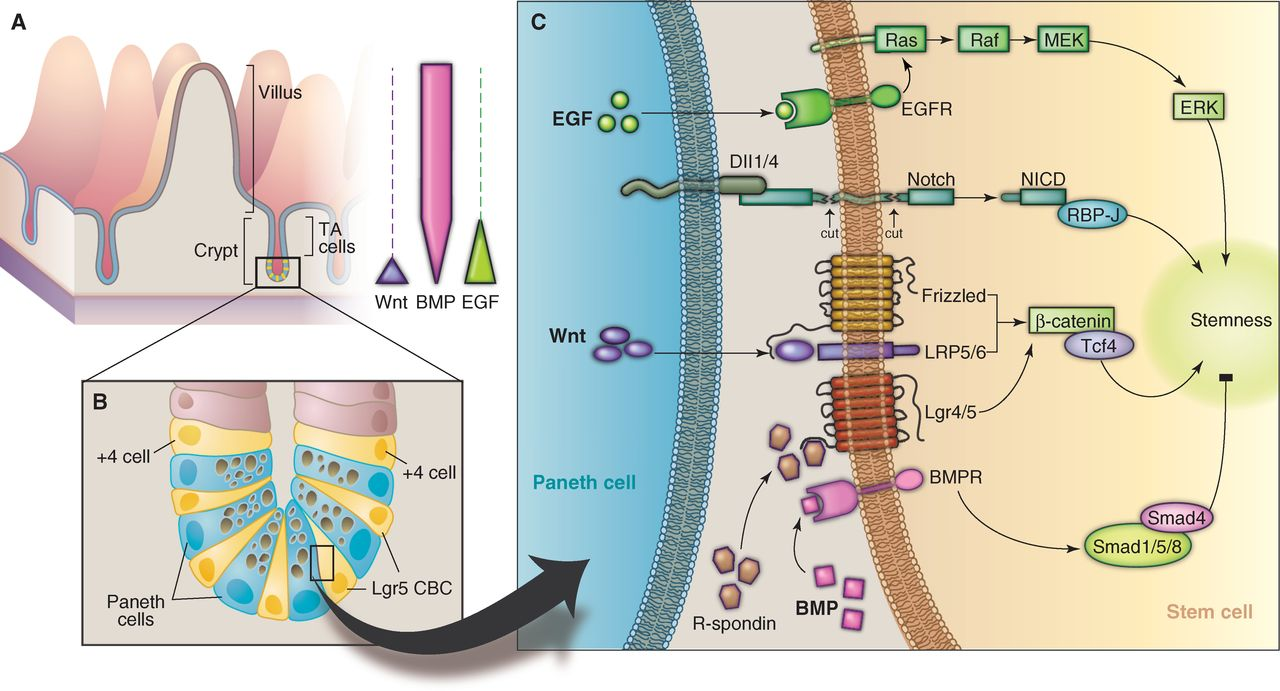 A
Villus
Crypt
TA
cells
Wnt BMP EGF
B
+4 cell
+4 cell
Paneth
cells
Lgr5 CBC
C
Ras
Raf
MEK
EGF
EGFR
ERK
Dll1/4
Notch
NICD
RBP-J
cut
cut
Frizzled
Wnt
LRP5/6
β-catenin
Tcf4
Stemness
Lgr4/5
Paneth cell
BMPR
Smad4
Smad1/5/8
R-spondin
BMP
Stem cell